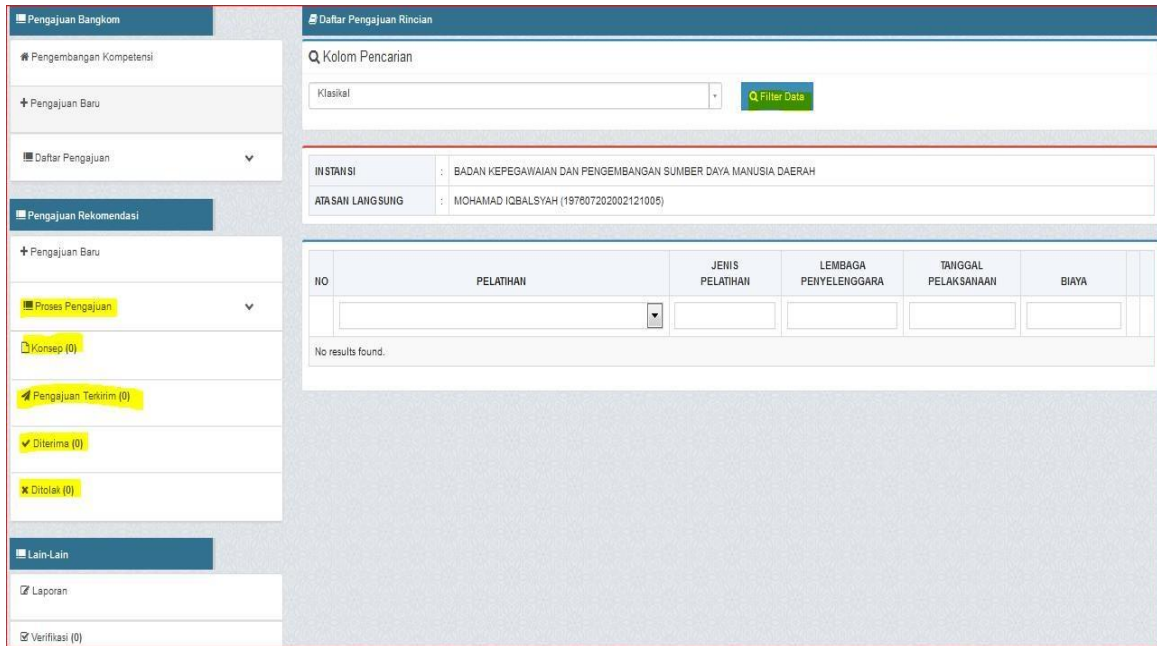 Pengajuan Bangkom
Pengembangan Kompetensi
Pengajuan Baru
Daftar Pengajuan
Pengajuan Rekomendasi
Pengajuan Baru
Proses Pengajuan
Konsep (0)
Pengajuan Terkirim (0)
Diterima (0)
Ditolak (0)
Lain-Lain
Laporan
Verifikasi (0)
Daftar Pengajuan Rincian
Kolom Pencarian
Klasikal
Filter Data
INSTANSI : BADAN KEPEGAWAIAN DAN PENGEMBANGAN SUMBER DAYA MANUSIA DAERAH
ATASAN LANGSUNG : MOHAMAD IQBALSYAH (197607202002121005)
NO PELATIHAN JENIS PELATIHAN LEMBAGA PENYELENGGARA TANGGAL PELAKSANAAN BIAYA
No results found.